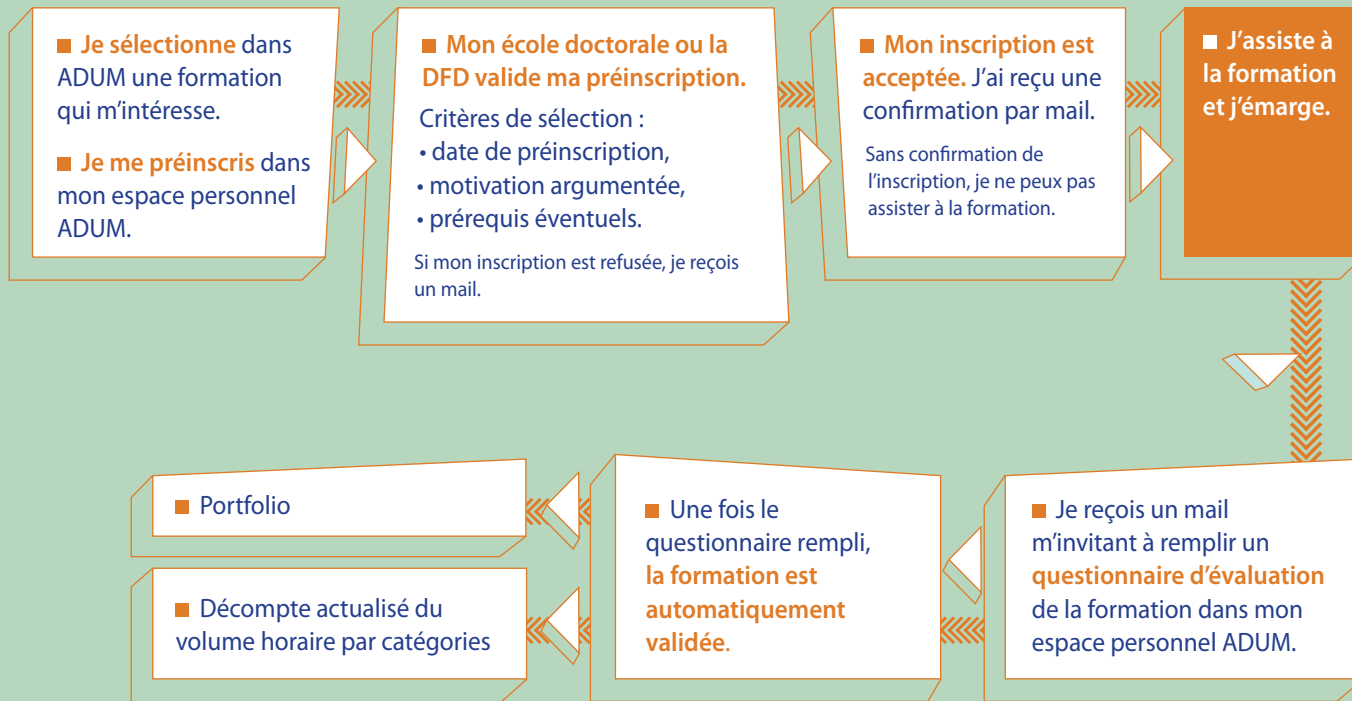 ■ Je sélectionne dans
ADUM une formation
qui m’intéresse.
■ Je me préinscris dans
mon espace personnel
ADUM.
■ Mon école doctorale ou la
DFD valide ma préinscription.
Critères de sélection :
• date de préinscription,
• motivation argumentée,
• prérequis éventuels.
Si mon inscription est refusée, je reçois
un mail.
■ Mon inscription est
acceptée. J’ai reçu une
confirmation par mail.
Sans confirmation de
l’inscription, je ne peux pas
assister à la formation.
■ J’assiste à
la formation
et j’émarge.
■ Je reçois un mail
m’invitant à remplir un
questionnaire d’évaluation
de la formation dans mon
espace personnel ADUM.
■ Une fois le
questionnaire rempli,
la formation est
automatiquement
validée.
■ Portfolio
■ Décompte actualisé du
volume horaire par catégories